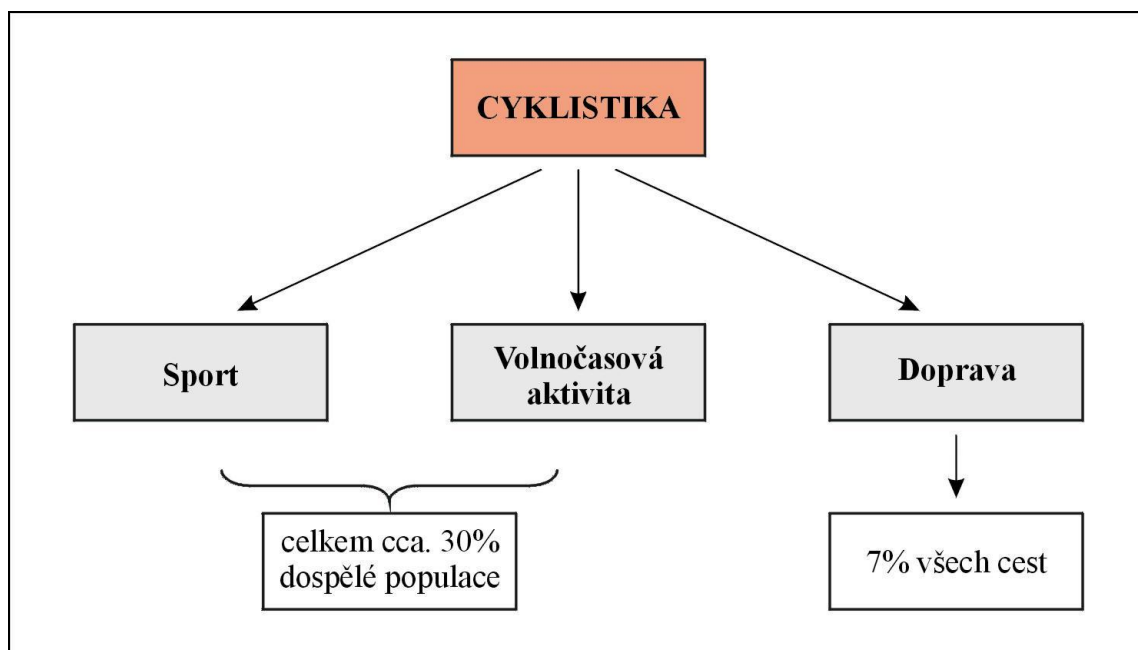 CYKLISTIKA
Sport
Volnočasová
aktivita
Doprava
celkem cca. 30%
dospělé populace
7% všech cest